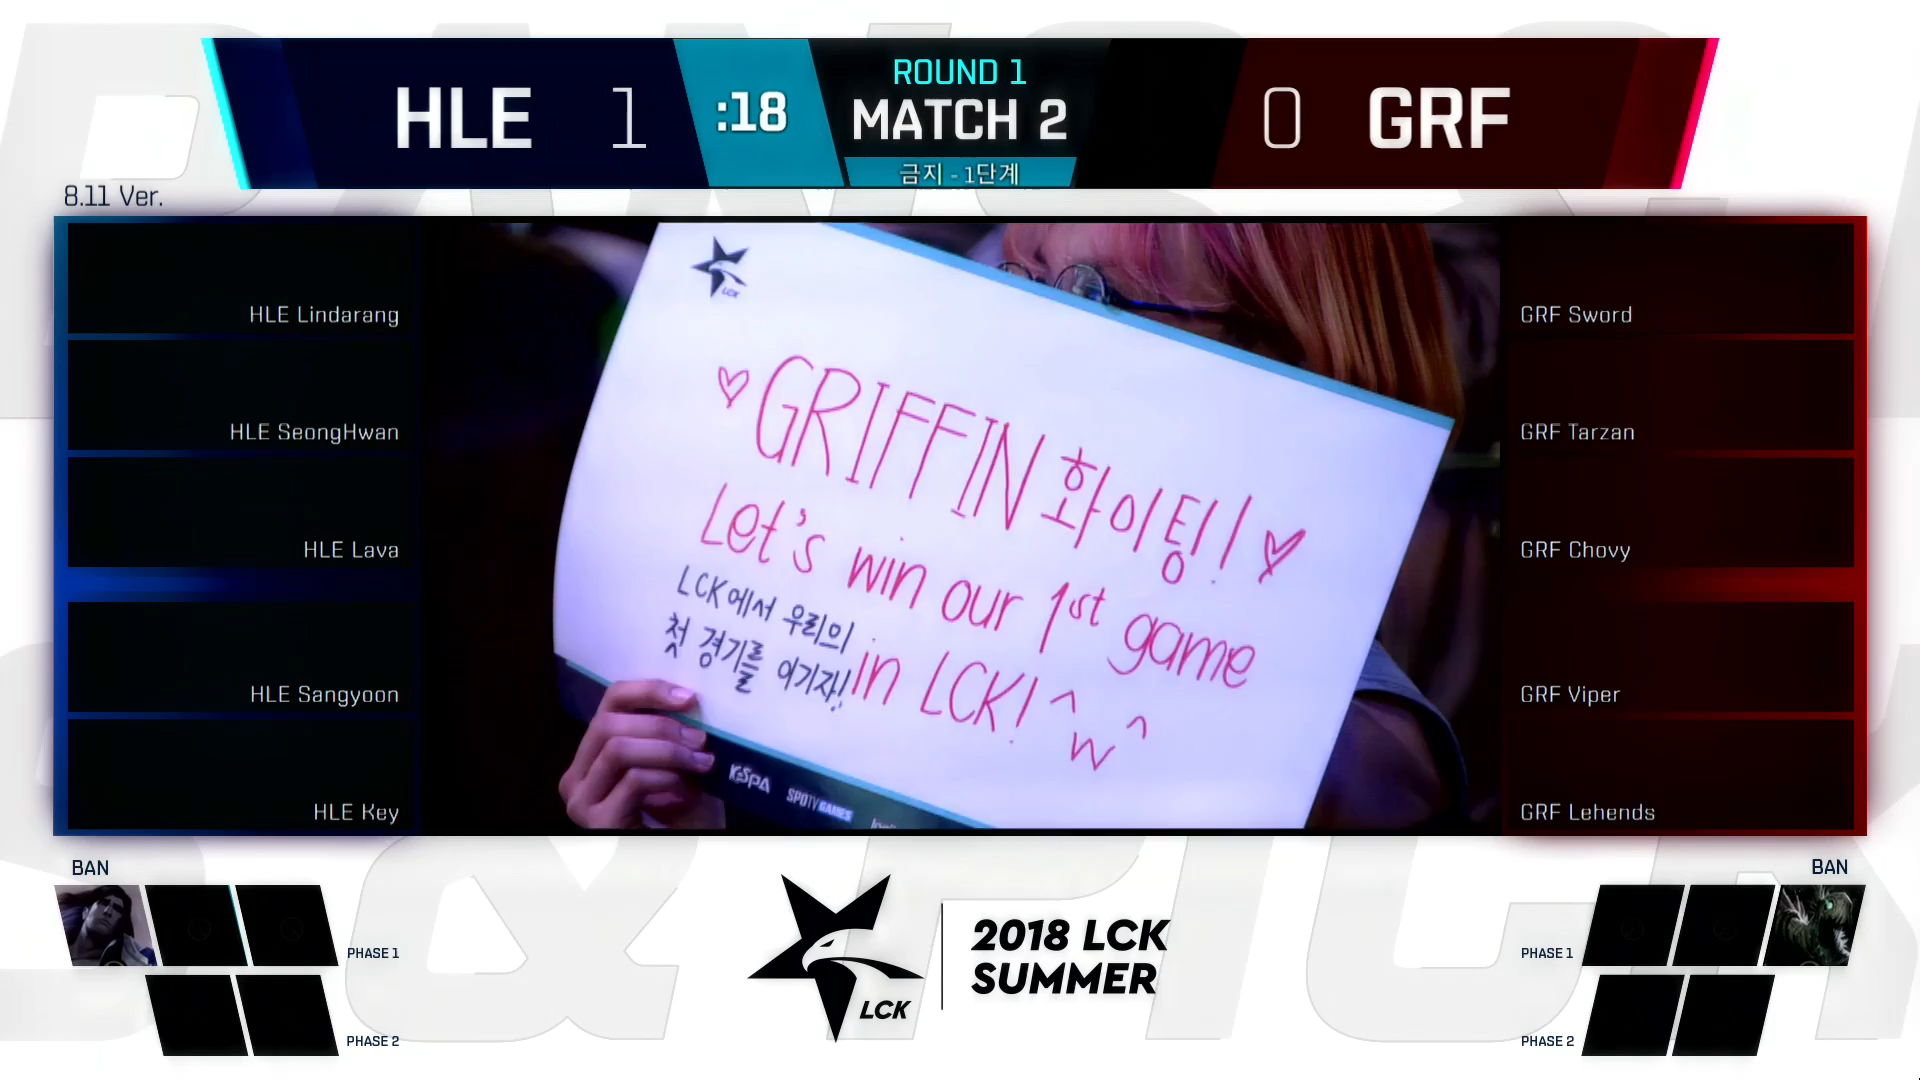 HLE 1
:18
ROUND 1
MATCH 2
금지 - 1단계
0 GRF
8.11 Ver.
HLE Lindarang
HLE SeongHwan
HLE Lava
HLE Sangyoon
HLE Key
LCK
♡GRIFFIN 화이팅!♡
Let's win our 1st game
in LCK! ^w^
LCK에서 우리의
첫 경기를 이기자!
KeSPA
SPOTV GAMES
GRF Sword
GRF Tarzan
GRF Chovy
GRF Viper
GRF Lehends
BAN
PHASE 1
PHASE 2
LCK
2018 LCK
SUMMER
BAN
PHASE 1
PHASE 2